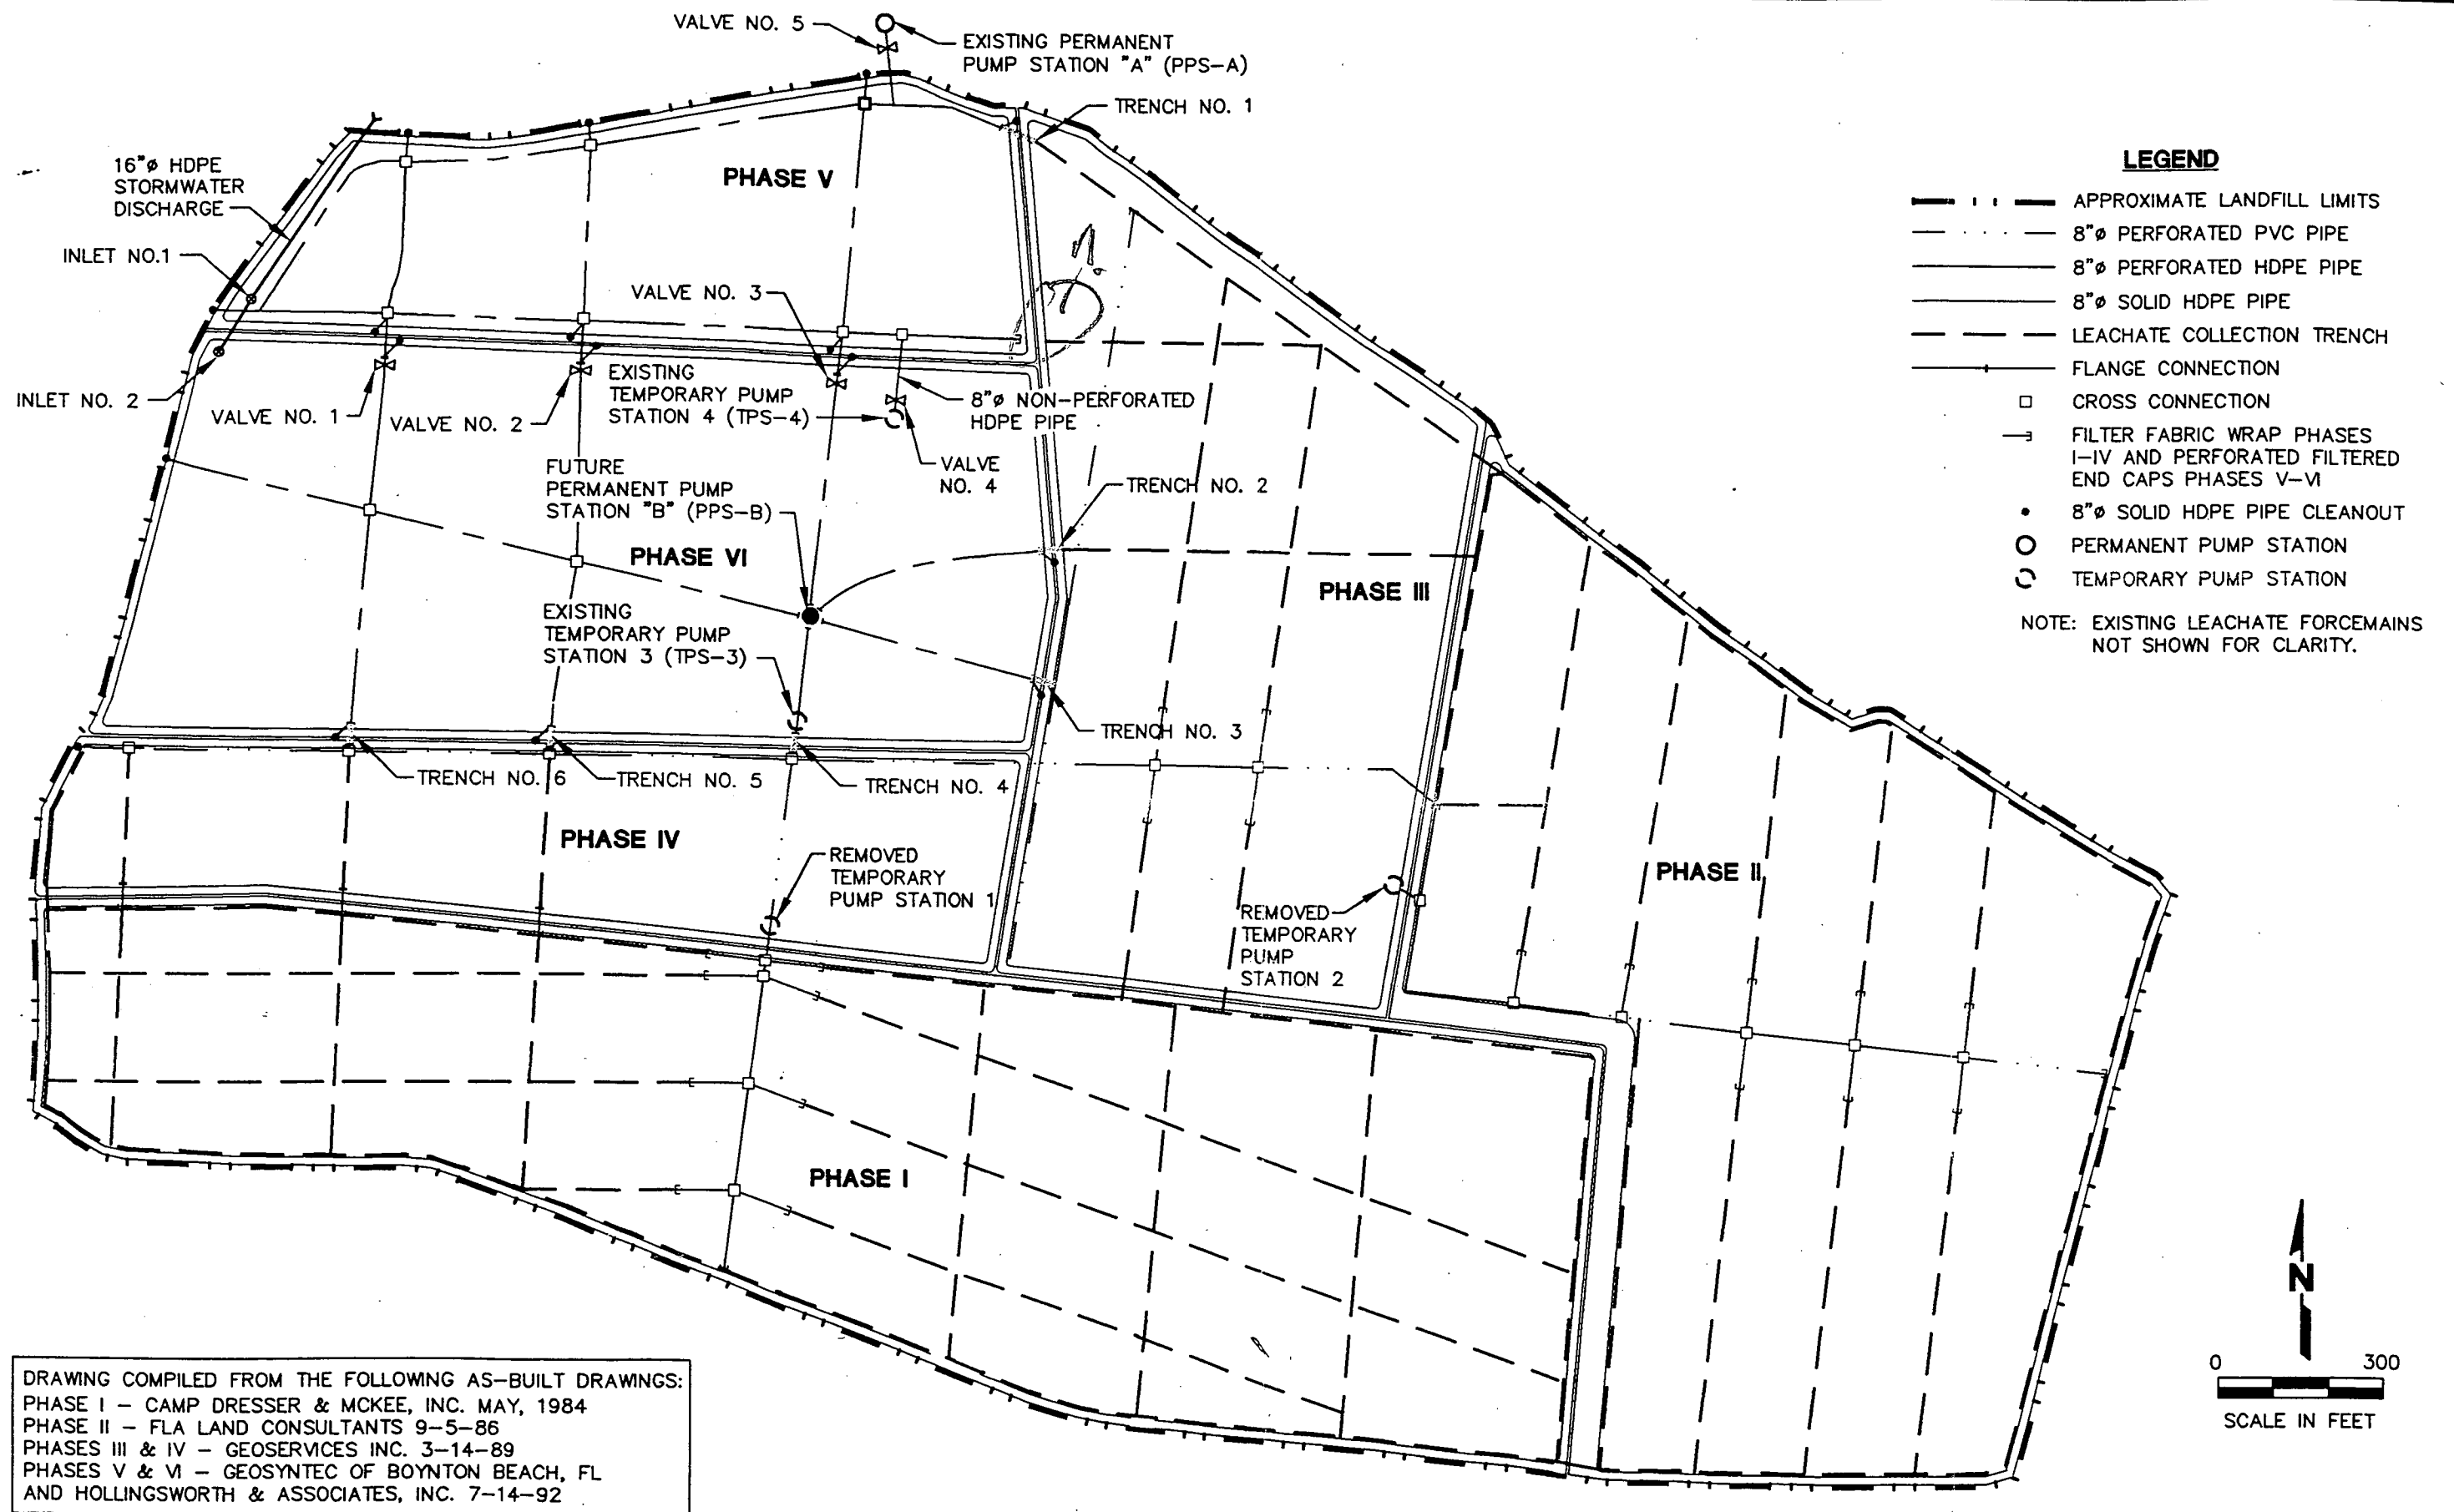 VALVE NO. 5
EXISTING PERMANENT
PUMP STATION "A" (PPS-A)
TRENCH NO. 1
16"ø HDPE
STORMWATER
DISCHARGE
PHASE V
INLET NO.1
VALVE NO. 3
INLET NO. 2
VALVE NO. 1
VALVE NO. 2
EXISTING
TEMPORARY PUMP
STATION 4 (TPS-4)
8"ø NON-PERFORATED
HDPE PIPE
VALVE
NO. 4
FUTURE
PERMANENT PUMP
STATION "B" (PPS-B)
TRENCH NO. 2
PHASE VI
PHASE III
EXISTING
TEMPORARY PUMP
STATION 3 (TPS-3)
TRENCH NO. 3
TRENCH NO. 6
TRENCH NO. 5
TRENCH NO. 4
PHASE IV
REMOVED
TEMPORARY
PUMP STATION 1
PHASE II
REMOVED
TEMPORARY
PUMP
STATION 2
PHASE I
LEGEND
APPROXIMATE LANDFILL LIMITS
8"ø PERFORATED PVC PIPE
8"ø PERFORATED HDPE PIPE
8"ø SOLID HDPE PIPE
LEACHATE COLLECTION TRENCH
FLANGE CONNECTION
CROSS CONNECTION
FILTER FABRIC WRAP PHASES
I-IV AND PERFORATED FILTERED
END CAPS PHASES V-VI
8"ø SOLID HDPE PIPE CLEANOUT
PERMANENT PUMP STATION
TEMPORARY PUMP STATION
NOTE: EXISTING LEACHATE FORCEMAINS
NOT SHOWN FOR CLARITY.
N
0 300
SCALE IN FEET
DRAWING COMPILED FROM THE FOLLOWING AS-BUILT DRAWINGS:
PHASE I - CAMP DRESSER & MCKEE, INC. MAY, 1984
PHASE II - FLA LAND CONSULTANTS 9-5-86
PHASES III & IV - GEOSERVICES INC. 3-14-89
PHASES V & VI - GEOSYNTEC OF BOYNTON BEACH, FL
AND HOLLINGSWORTH & ASSOCIATES, INC. 7-14-92